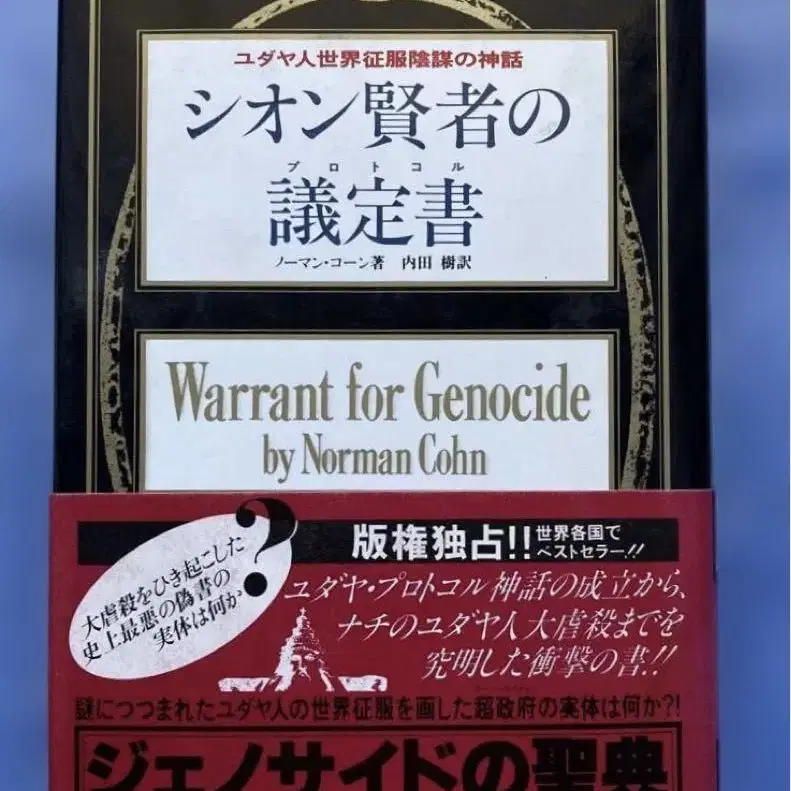 ユダヤ人世界征服陰謀の神話
シオン賢者の
プロトコル
議定書
ノーマン・コーン著 内田 樹訳
Warrant for Genocide
by Norman Cohn
大虐殺をひき起こした
史上最悪の偽書の
実体は何か?
版権独占!! 世界各国で
ベストセラー!!
ユダヤ・プロトコル神話の成立から、
ナチのユダヤ人大虐殺までを
究明した衝撃の書!!
謎につつまれたユダヤ人の世界征服を画した超政府の実体は何か?!
ジェノサイドの聖典